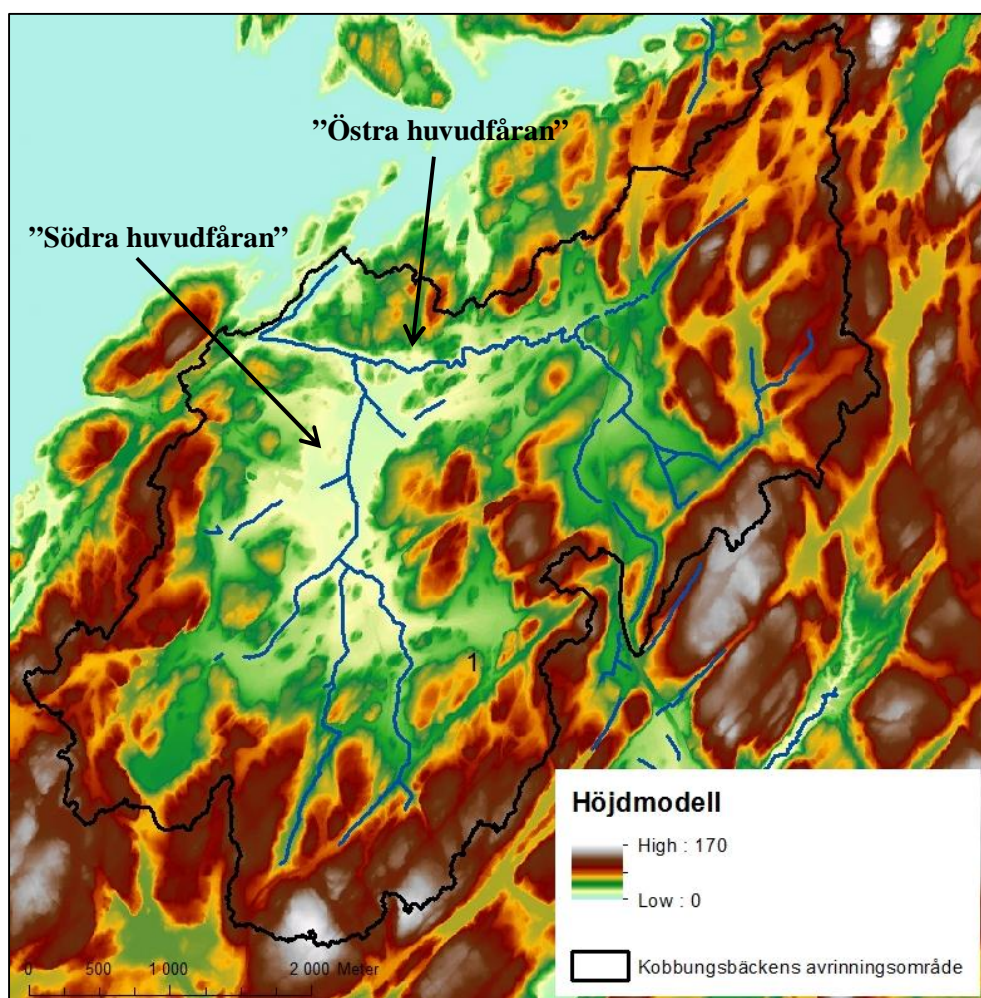 ”Östra huvudfåran”
”Södra huvudfåran”
1
Höjdmodell
High : 170
Low : 0
Kobbungsbäckens avrinningsområde
0 500 1 000 2 000 Meter